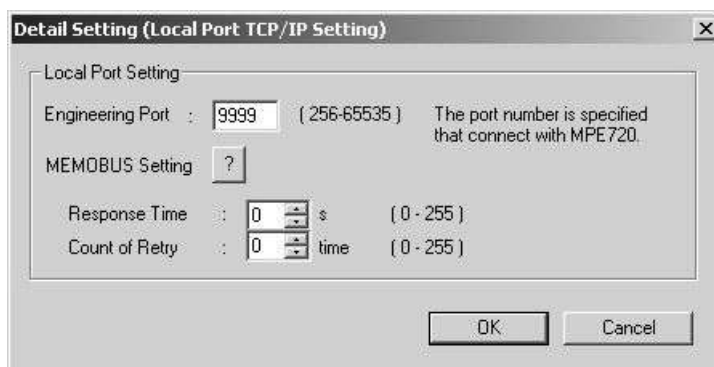 Detail Setting (Local Port TCP/IP Setting)
Local Port Setting
Engineering Port : 9999 ( 256-65535 ) The port number is specified
that connect with MPE720.
MEMOBUS Setting ?
Response Time : 0 s ( 0 - 255 )
Count of Retry : 0 time ( 0 - 255 )
OK Cancel